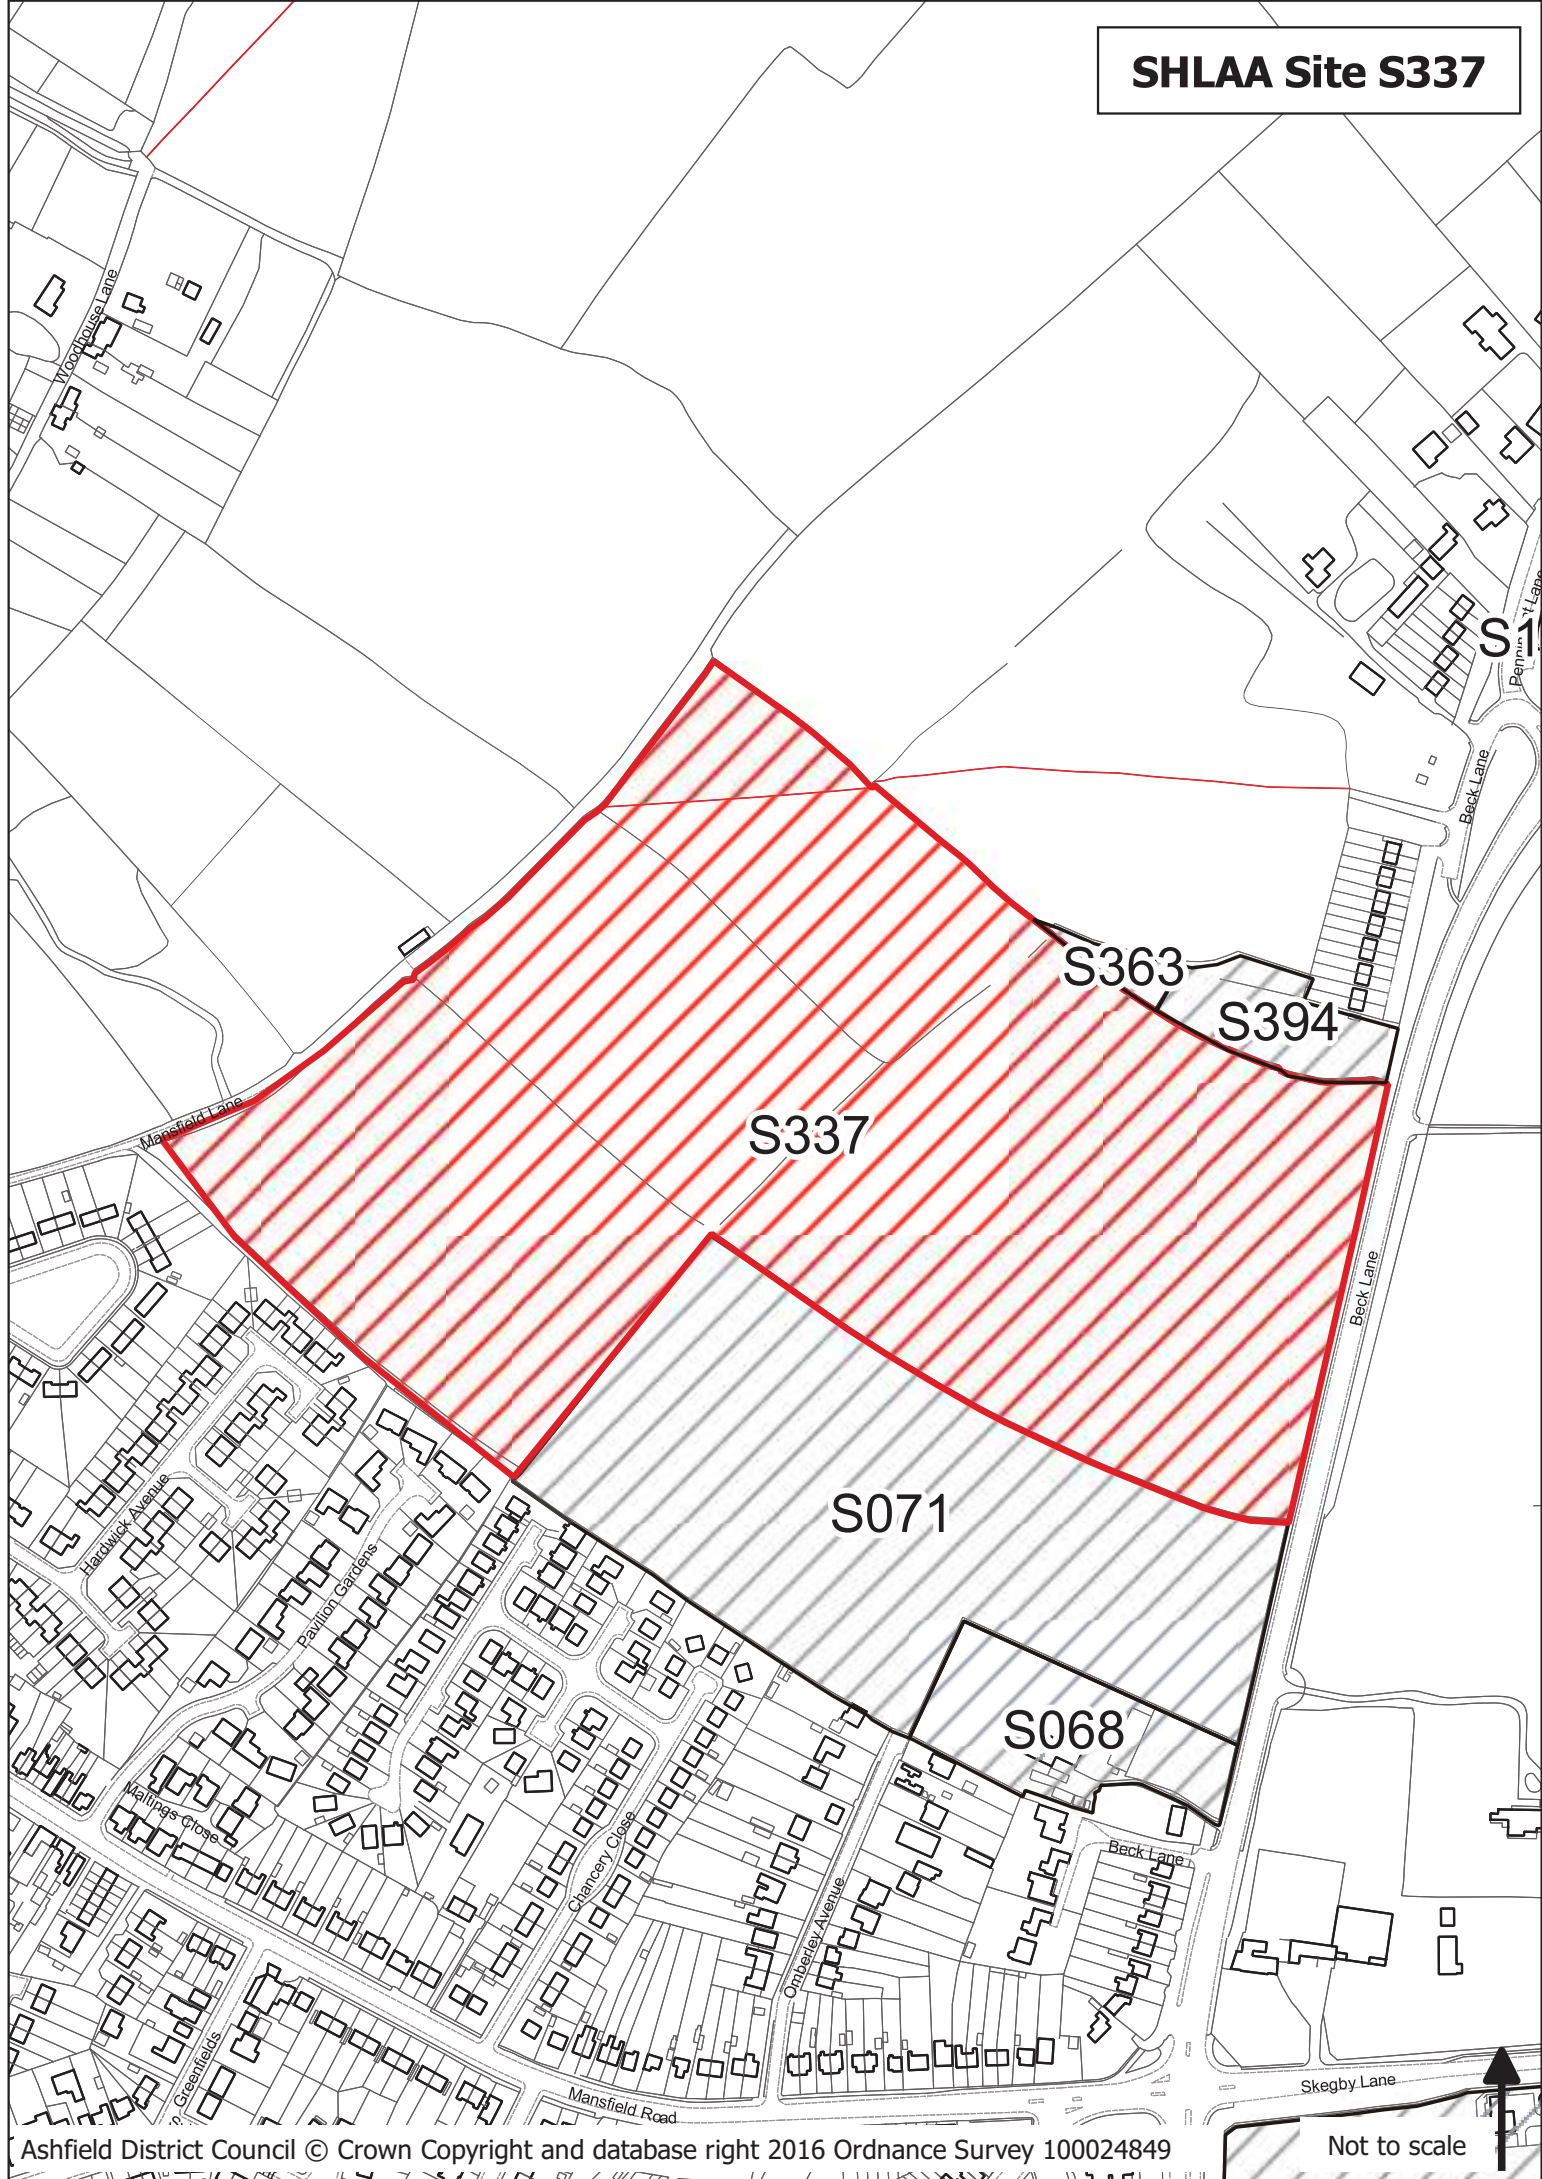 SHLAA Site S337
Woodhouse Lane
S1
Beck Lane
S363
S394
Mansfield Lane
S337
Beck Lane
S071
Hardwick Avenue
Pavilion Gardens
S068
Maltings Close
Chancery Close
Beck Lane
Omberley Avenue
Greenfields
Mansfield Road
Skegby Lane
Ashfield District Council © Crown Copyright and database right 2016 Ordnance Survey 100024849
Not to scale